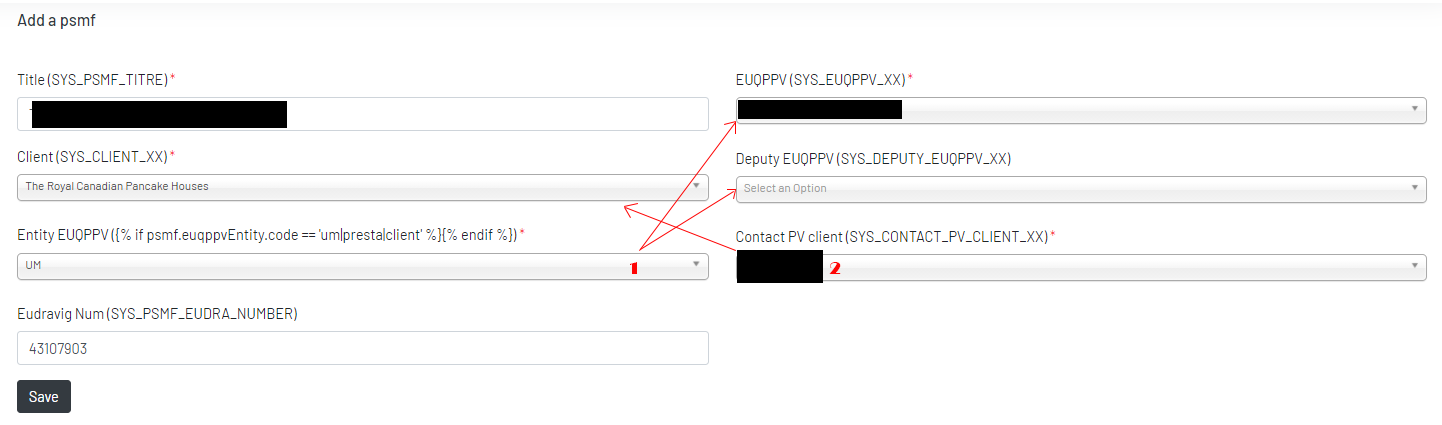 Add a psmf
Title (SYS_PSMF_TITRE) *
EUQPPV (SYS_EUQPPV_XX) *
Client (SYS_CLIENT_XX) *
The Royal Canadian Pancake Houses
Deputy EUQPPV (SYS_DEPUTY_EUQPPV_XX)
Select an Option
Entity EUQPPV ({% if psmf.euqppvEntity.code == 'um|presta|client' %}{% endif %}) *
UM
1
Contact PV client (SYS_CONTACT_PV_CLIENT_XX) *
2
Eudravig Num (SYS_PSMF_EUDRA_NUMBER)
43107903
Save